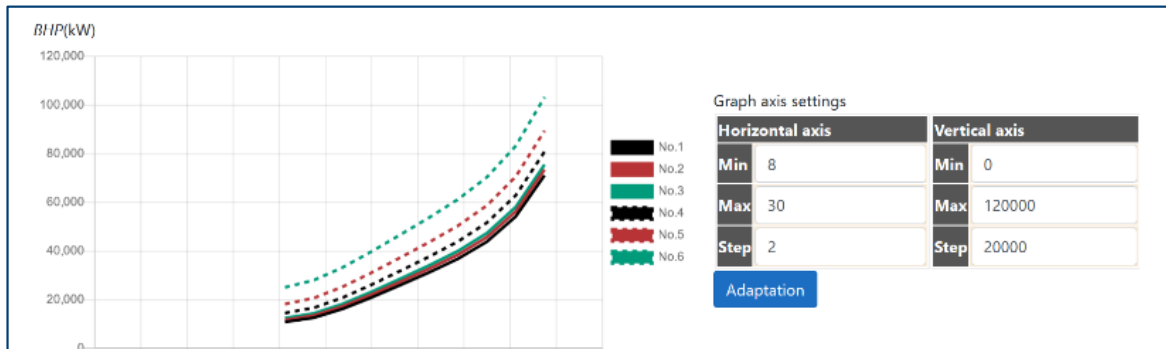 BHP(kW)
120,000
100,000
80,000
60,000
40,000
20,000
0
No.1
No.2
No.3
No.4
No.5
No.6
Graph axis settings
Horizontal axis Vertical axis
Min 8 Min 0
Max 30 Max 120000
Step 2 Step 20000
Adaptation